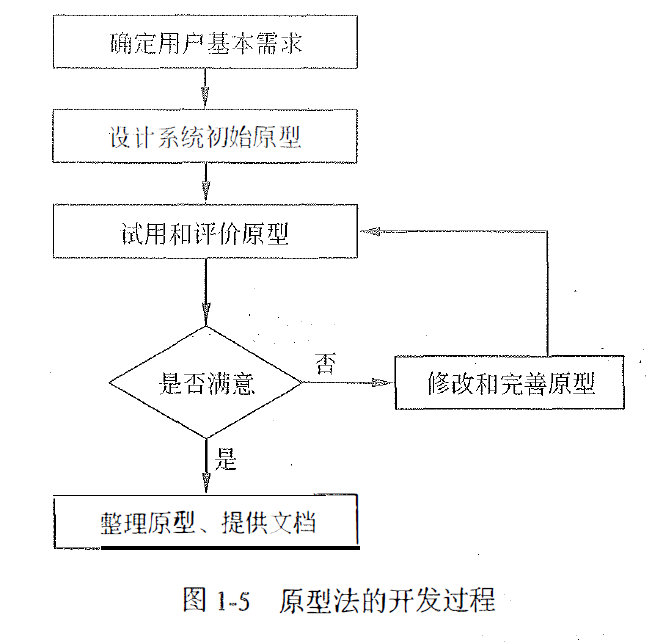 确定用户基本需求
设计系统初始原型
试用和评价原型
是否满意
否
修改和完善原型
是
整理原型、提供文档
图 1-5 原型法的开发过程